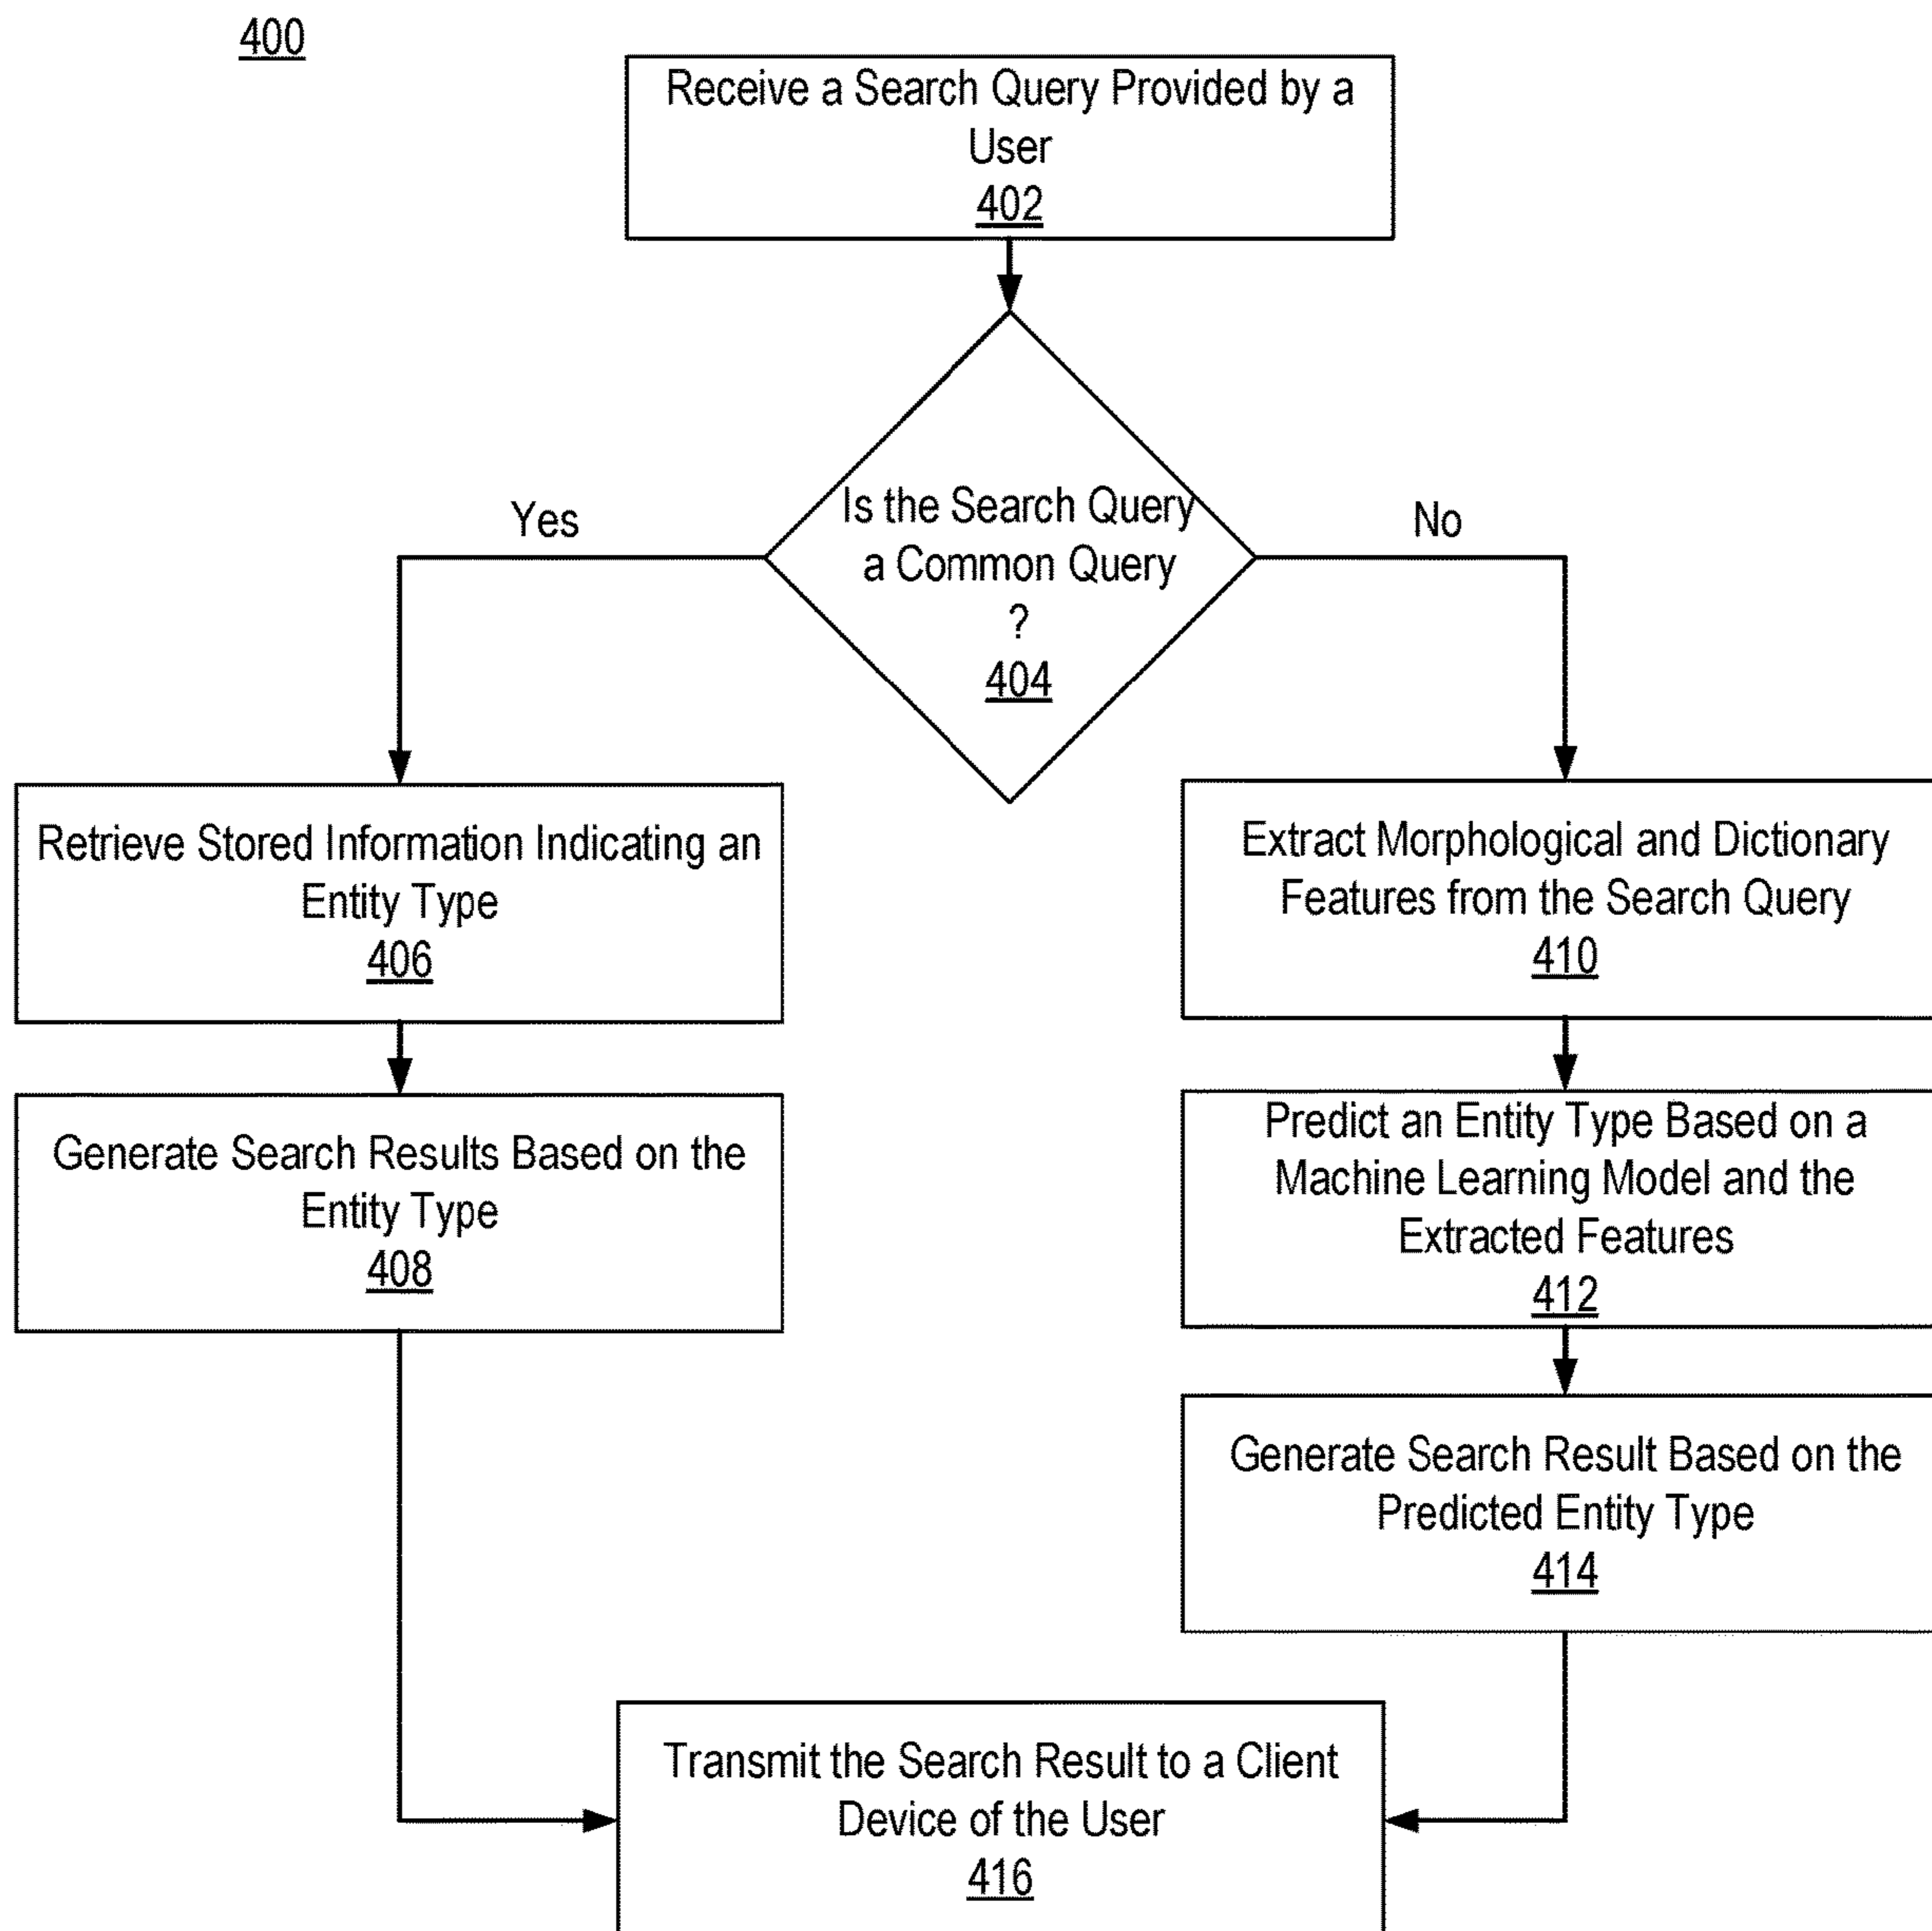 400
Receive a Search Query Provided by a
User
402
Is the Search Query
a Common Query
?
404
Yes
No
Retrieve Stored Information Indicating an
Entity Type
406
Generate Search Results Based on the
Entity Type
408
Extract Morphological and Dictionary
Features from the Search Query
410
Predict an Entity Type Based on a
Machine Learning Model and the
Extracted Features
412
Generate Search Result Based on the
Predicted Entity Type
414
Transmit the Search Result to a Client
Device of the User
416